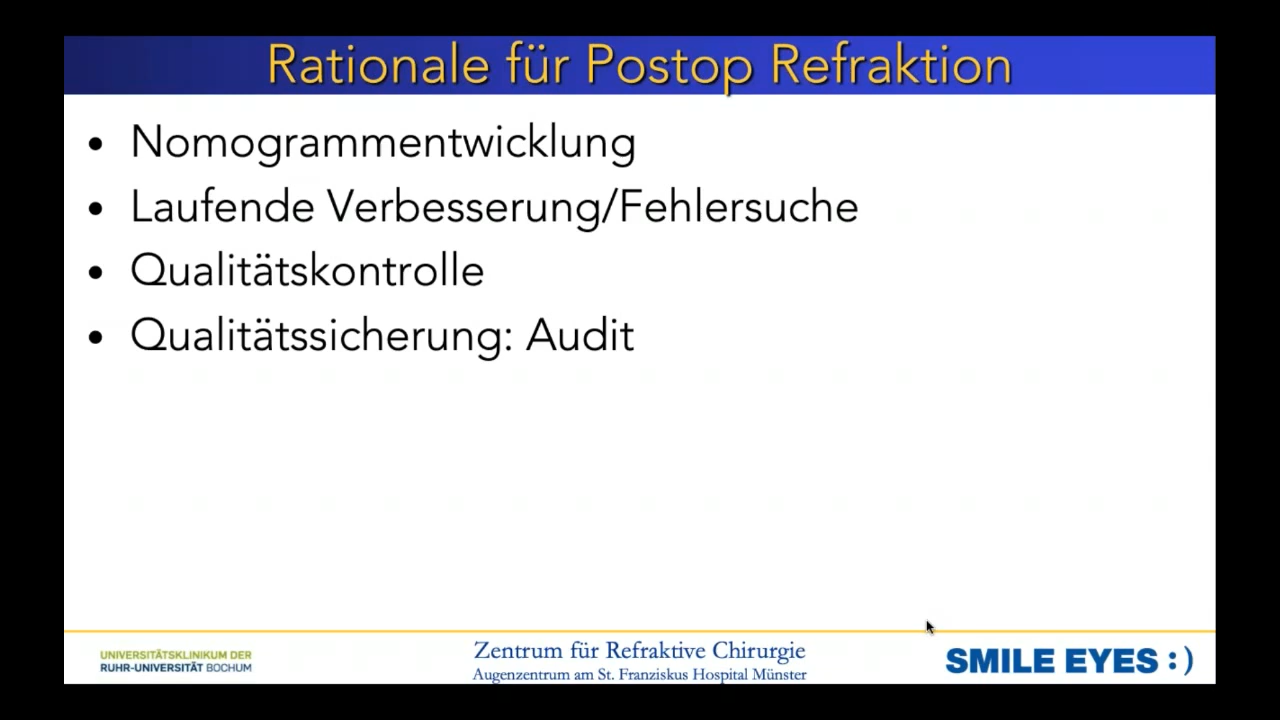 Rationale für Postop Refraktion
• Nomogrammentwicklung
• Laufende Verbesserung/Fehlersuche
• Qualitätskontrolle
• Qualitätssicherung: Audit
UNIVERSITÄTSKLINIKUM DER
RUHR-UNIVERSITÄT BOCHUM
Zentrum für Refraktive Chirurgie
Augenzentrum am St. Franziskus Hospital Münster
SMILE EYES :)